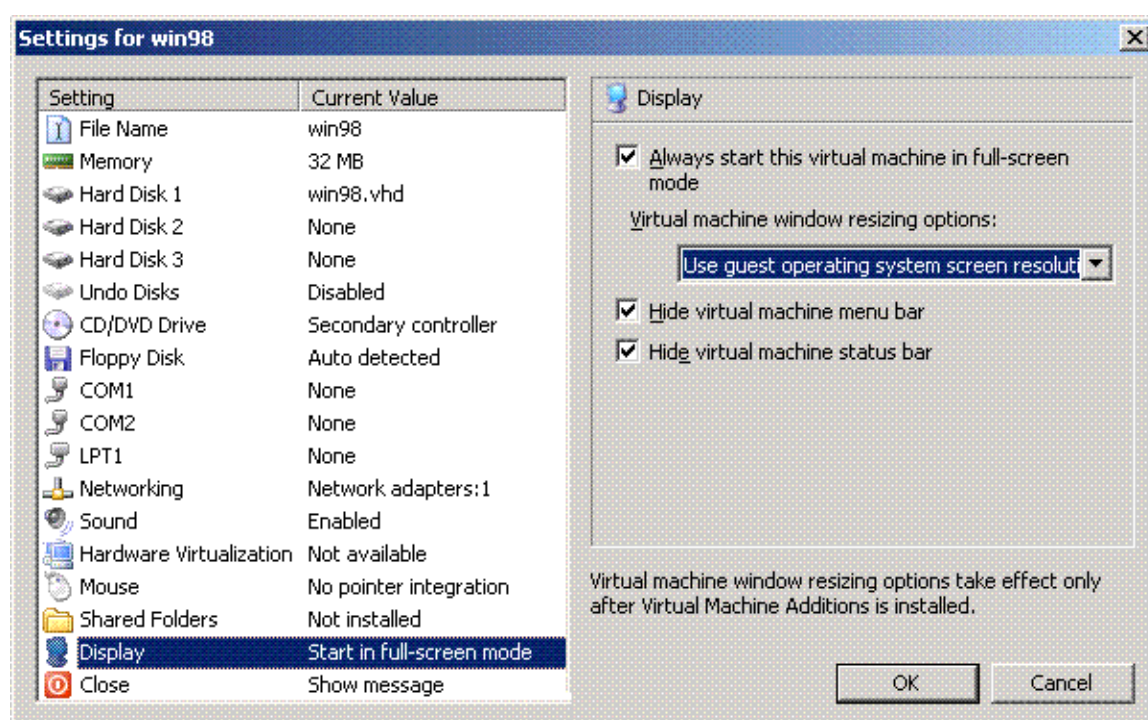 Settings for win98
Setting Current Value
File Name win98
Memory 32 MB
Hard Disk 1 win98.vhd
Hard Disk 2 None
Hard Disk 3 None
Undo Disks Disabled
CD/DVD Drive Secondary controller
Floppy Disk Auto detected
COM1 None
COM2 None
LPT1 None
Networking Network adapters:1
Sound Enabled
Hardware Virtualization Not available
Mouse No pointer integration
Shared Folders Not installed
Display Start in full-screen mode
Close Show message
Display
Always start this virtual machine in full-screen
mode
Virtual machine window resizing options:
Use guest operating system screen resoluti
Hide virtual machine menu bar
Hide virtual machine status bar
Virtual machine window resizing options take effect only
after Virtual Machine Additions is installed.
OK Cancel